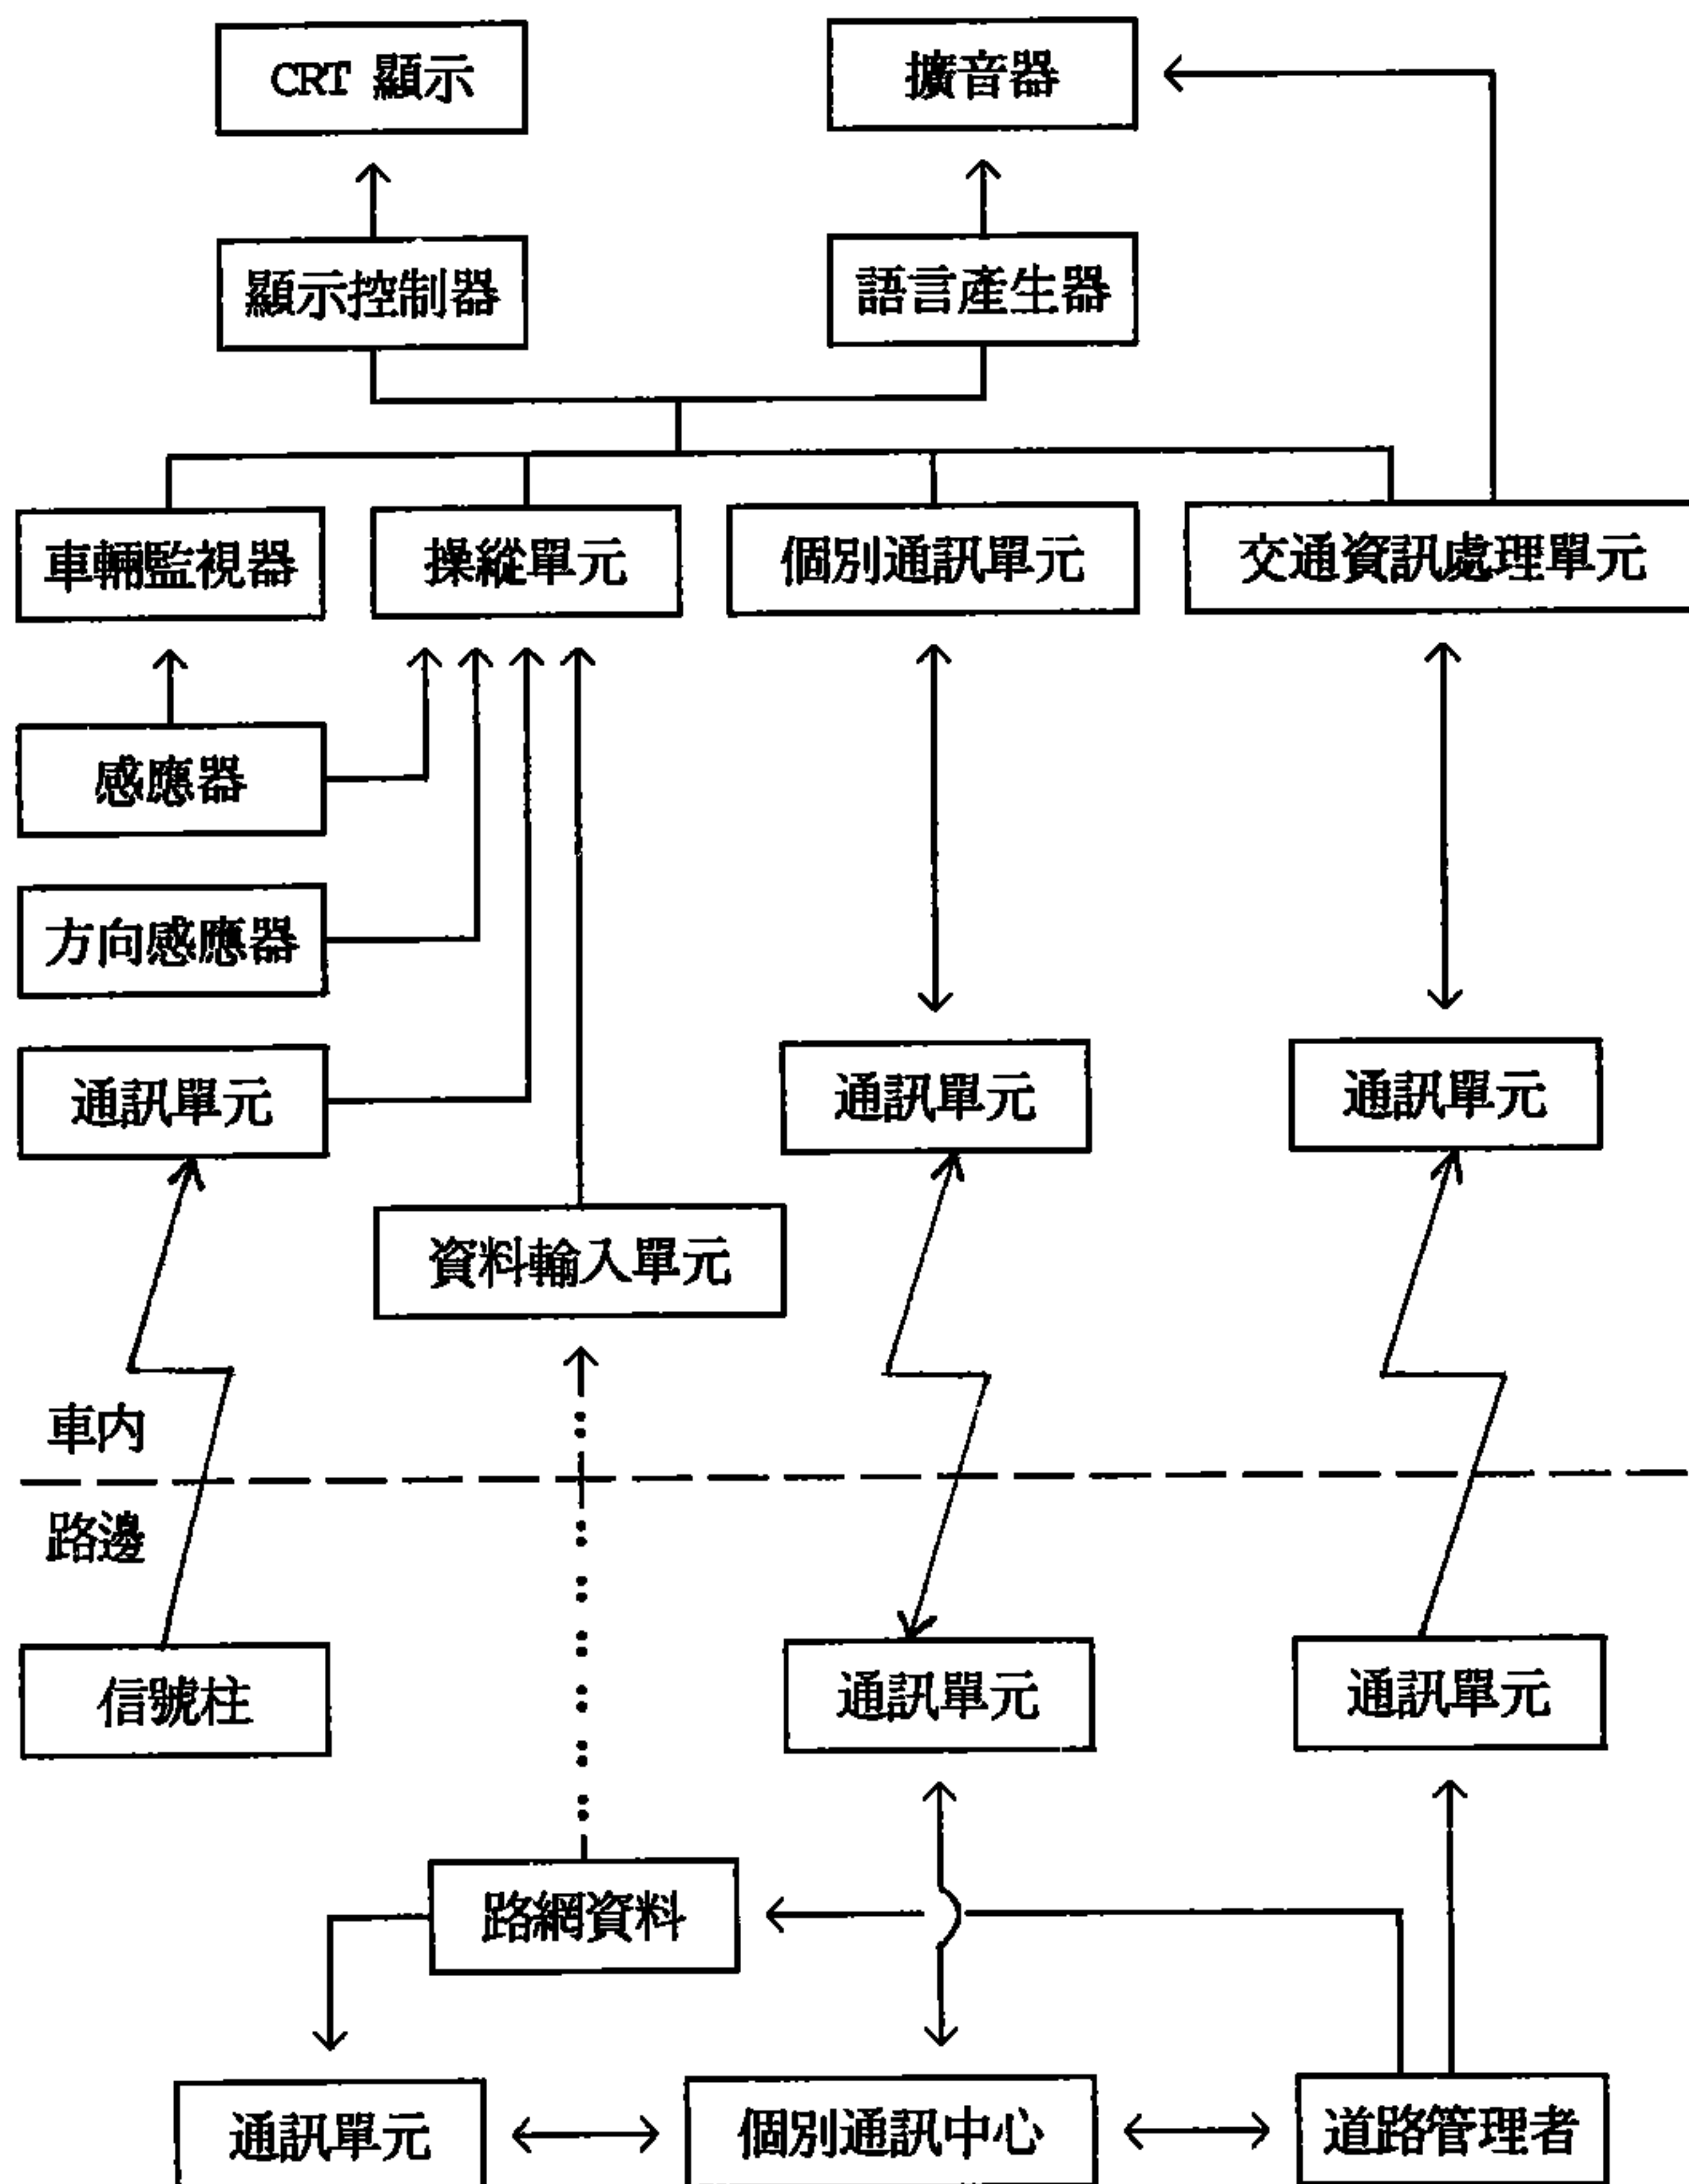 CRT 顯示
擴音器
顯示控制器
語言產生器
車輛監視器
操縱單元
個別通訊單元
交通資訊處理單元
感應器
方向感應器
通訊單元
通訊單元
通訊單元
資料輸入單元
車内
路邊
信號柱
通訊單元
通訊單元
路網資料
通訊單元
個別通訊中心
道路管理者